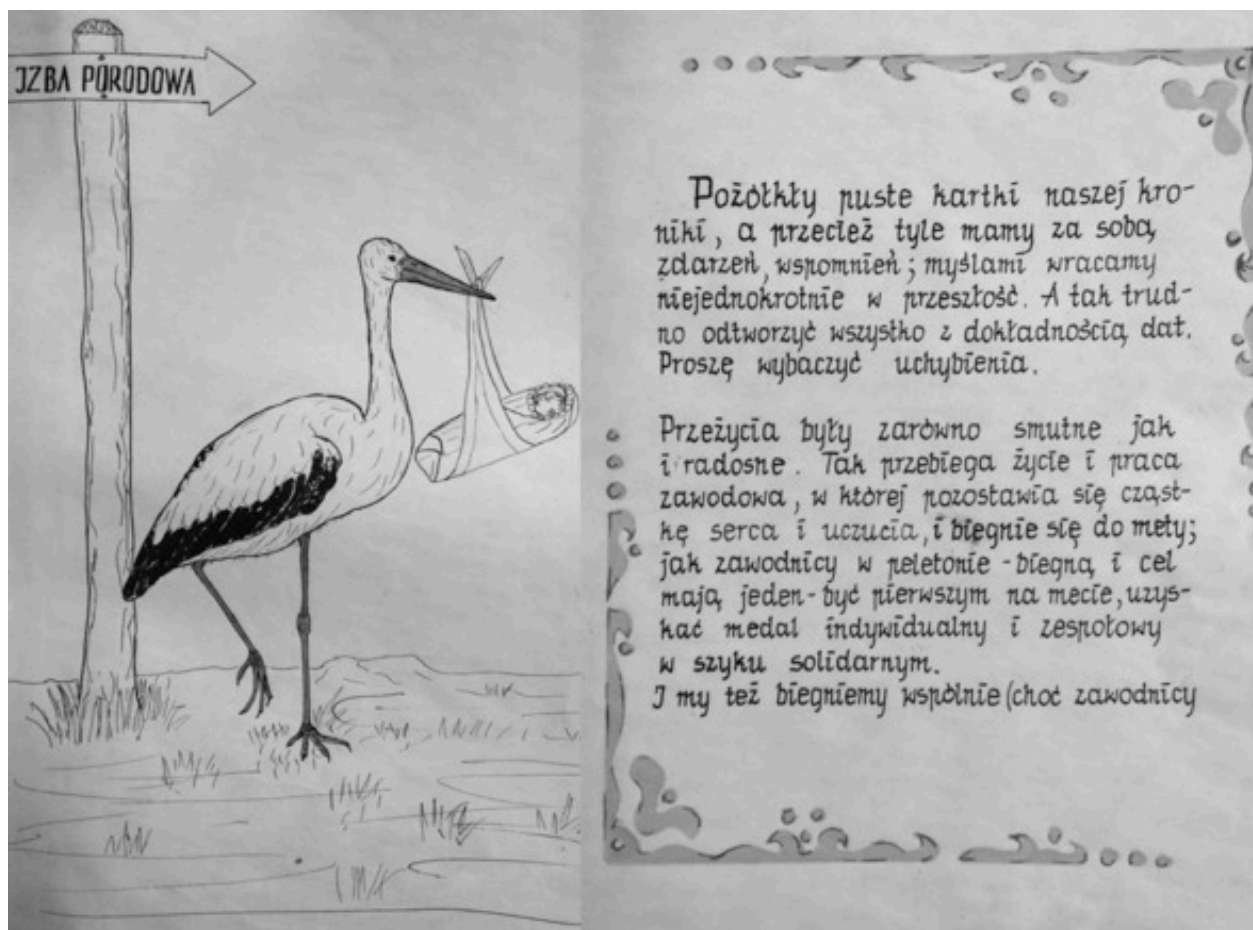 IZBA PORODOWA
Pożółkły puste kartki naszej kro-
niki, a przecież tyle mamy za sobą
zdarzeń, wspomnień; myślami wracamy
niejednokrotnie w przeszłość. A tak trud-
no odtworzyć wszystko z dokładnością dat.
Proszę wybaczyć uchybienia.
Przeżycia były zarówno smutne jak
i radosne. Tak przebiega życie i praca
zawodowa, w której pozostawia się cząst-
kę serca i uczucia, i biegnie się do mety;
jak zawodnicy w peletonie - biegną i cel
mają jeden - być pierwszym na mecie, uzys-
kać medal indywidualny i zespołowy
w szyku solidarnym.
I my też biegniemy wspólnie (choć zawodnicy